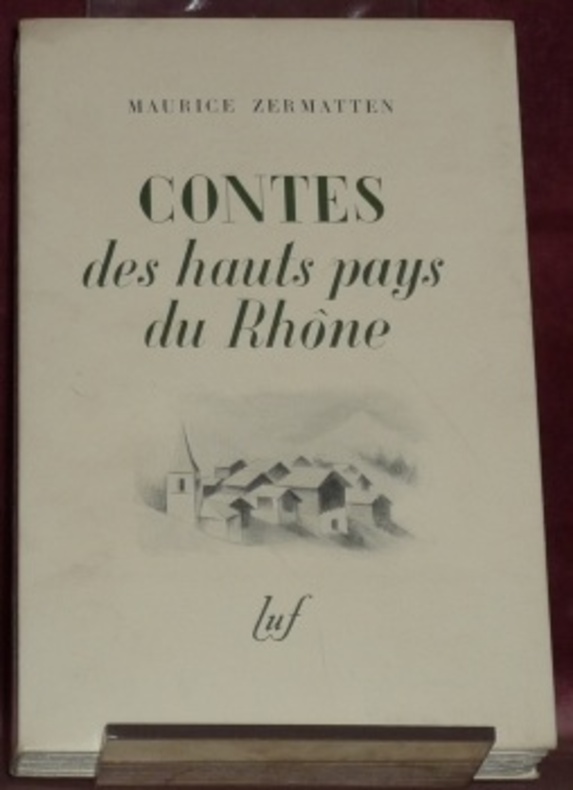 MAURICE ZERMATTEN
CONTES
des hauts pays
du Rhône
luf